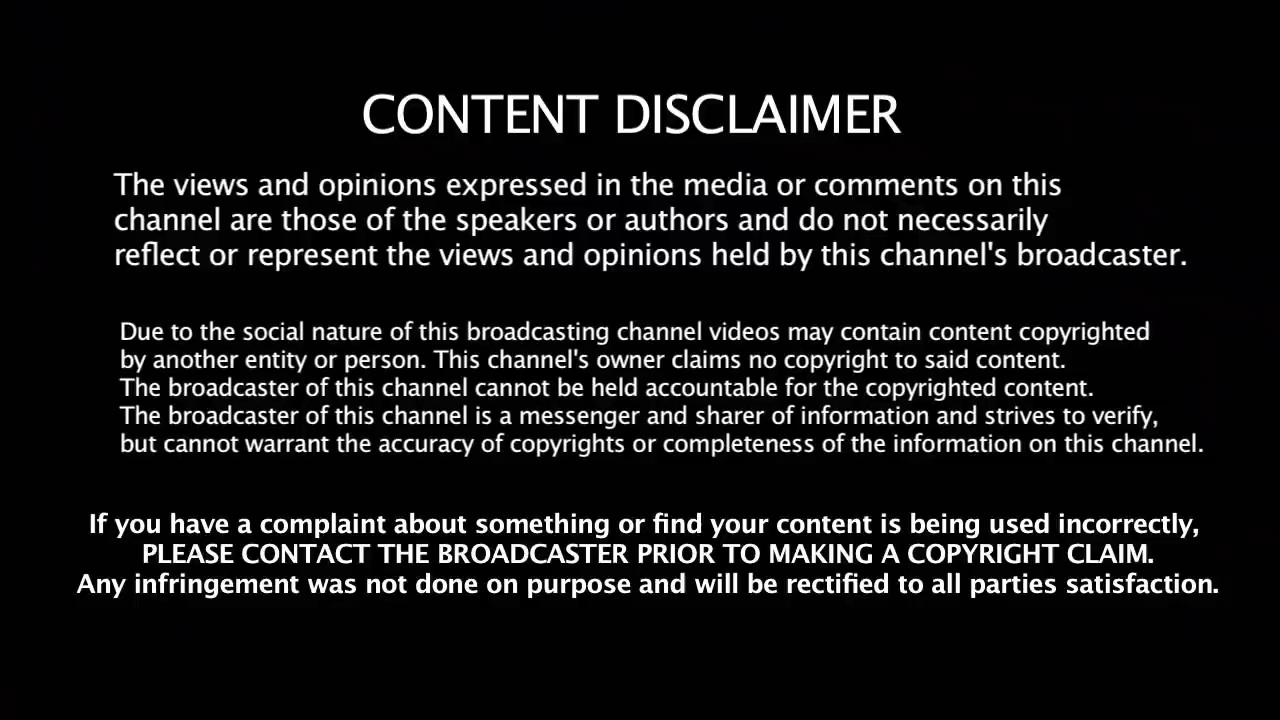 CONTENT DISCLAIMER
The views and opinions expressed in the media or comments on this
channel are those of the speakers or authors and do not necessarily
reflect or represent the views and opinions held by this channel's broadcaster.
Due to the social nature of this broadcasting channel videos may contain content copyrighted
by another entity or person. This channel's owner claims no copyright to said content.
The broadcaster of this channel cannot be held accountable for the copyrighted content.
The broadcaster of this channel is a messenger and sharer of information and strives to verify,
but cannot warrant the accuracy of copyrights or completeness of the information on this channel.
If you have a complaint about something or find your content is being used incorrectly,
PLEASE CONTACT THE BROADCASTER PRIOR TO MAKING A COPYRIGHT CLAIM.
Any infringement was not done on purpose and will be rectified to all parties satisfaction.